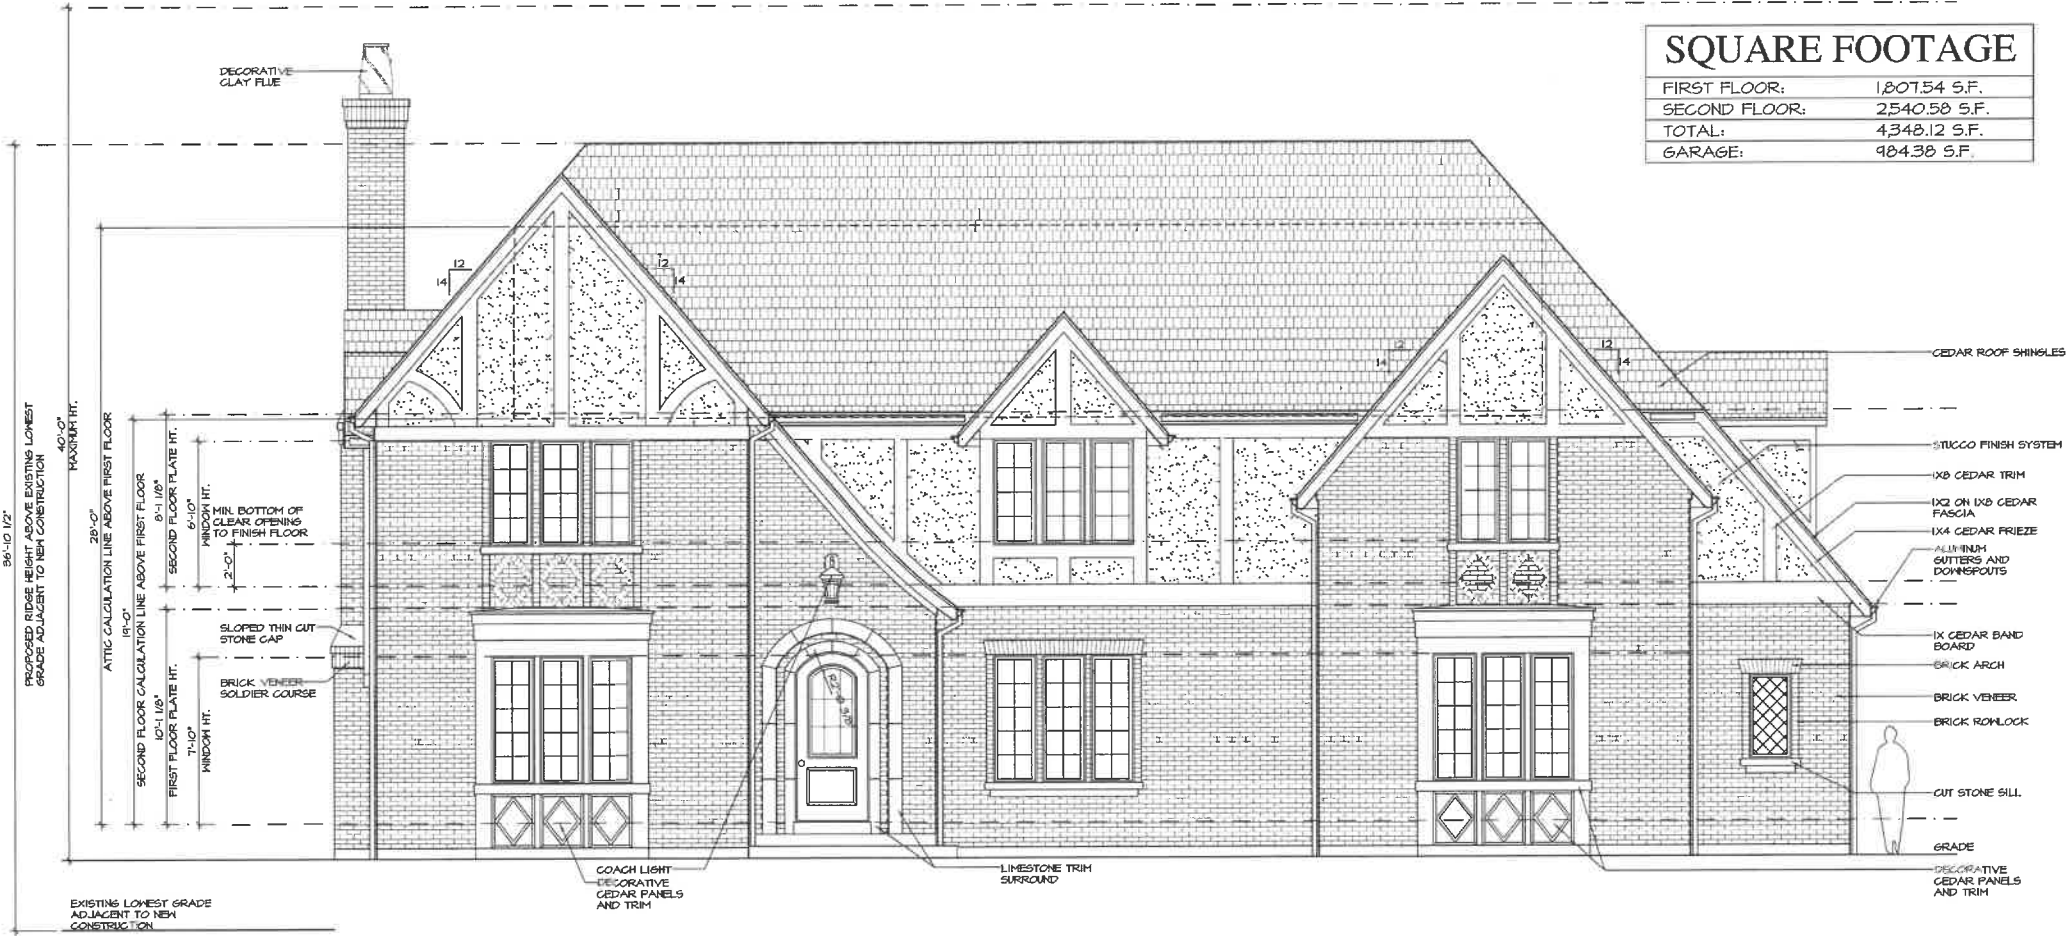 SQUARE FOOTAGE
FIRST FLOOR: 1,807.54 S.F.
SECOND FLOOR: 2,540.58 S.F.
TOTAL: 4,348.12 S.F.
GARAGE: 984.38 S.F.
DECORATIVE
CLAY FLUE
12
14
12
14
12
14
12
14
PROPOSED RIDGE HEIGHT ABOVE EXISTING LOWEST
GRADE ADJACENT TO NEW CONSTRUCTION
40'-0"
MAXIMUM HT.
28'-0"
ATTIC CALCULATION LINE ABOVE FIRST FLOOR
19'-0"
SECOND FLOOR CALCULATION LINE ABOVE FIRST FLOOR
8'-1 1/8"
SECOND FLOOR PLATE HT.
6'-10"
WINDOW HT.
MIN. BOTTOM OF
CLEAR OPENING
TO FINISH FLOOR
2'-0"
10'-1 1/8"
FIRST FLOOR PLATE HT.
7'-10"
WINDOW HT.
SLOPED THIN CUT
STONE CAP
BRICK VENEER
SOLDIER COURSE
CEDAR ROOF SHINGLES
STUCCO FINISH SYSTEM
1X8 CEDAR TRIM
1X2 ON 1X8 CEDAR
FASCIA
1X4 CEDAR FRIEZE
ALUMINUM
GUTTERS AND
DOWNSPOUTS
1X CEDAR BAND
BOARD
BRICK ARCH
BRICK VENEER
BRICK ROWLOCK
CUT STONE SILL
GRADE
DECORATIVE
CEDAR PANELS
AND TRIM
COACH LIGHT
DECORATIVE
CEDAR PANELS
AND TRIM
LIMESTONE TRIM
SURROUND
EXISTING LOWEST GRADE
ADJACENT TO NEW
CONSTRUCTION